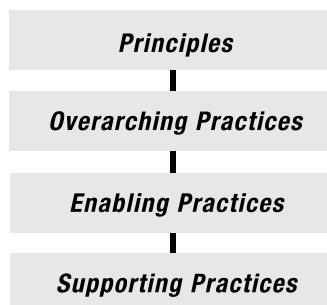 Principles
Overarching Practices
Enabling Practices
Supporting Practices